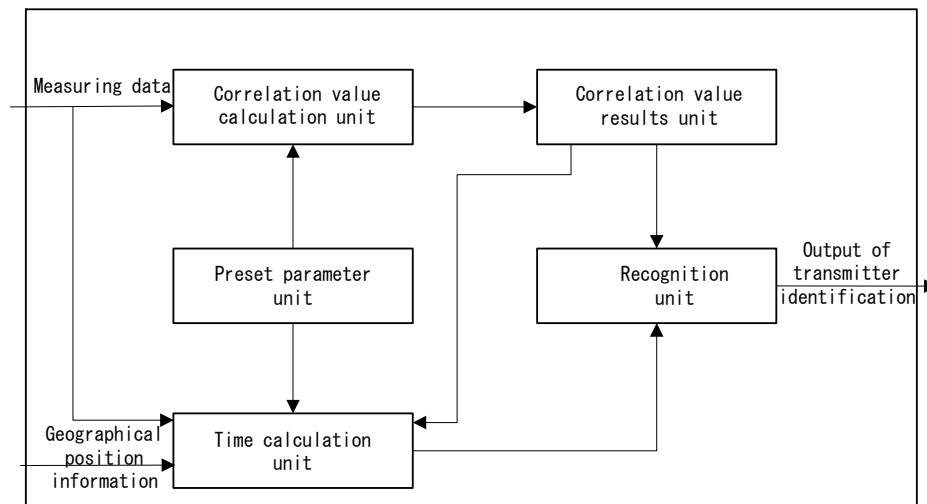 Measuring data
Correlation value
calculation unit
Correlation value
results unit
Preset parameter
unit
Recognition
unit
Output of
transmitter
identification
Geographical
position
information
Time calculation
unit